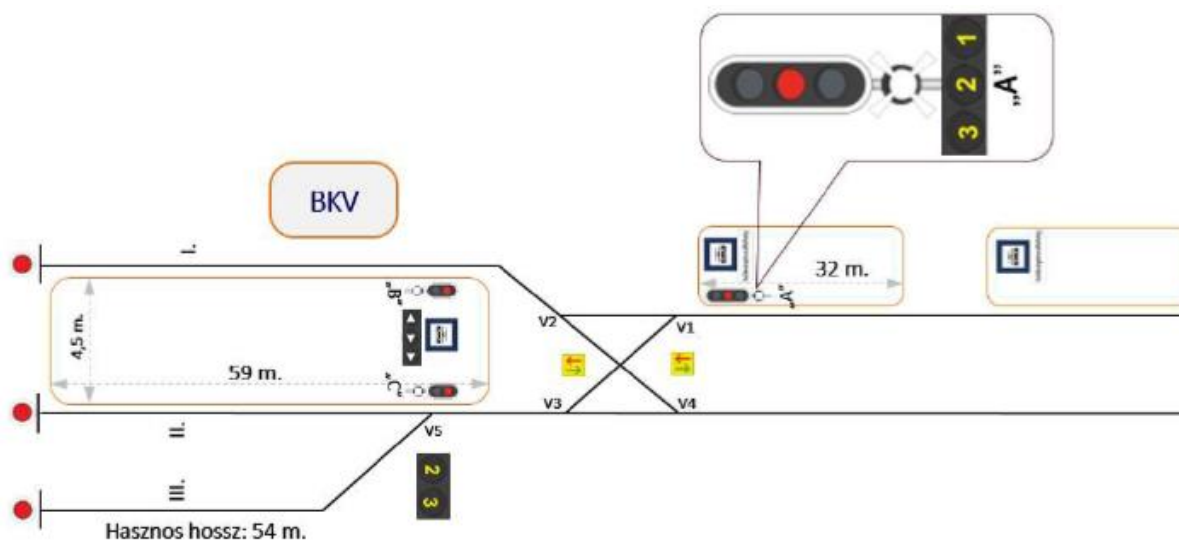 1
2
3
„A”
BKV
I.
„B”
32 m.
„A”
V2
V1
4,5 m.
59 m.
„C”
V3
V4
II.
V5
2
3
III.
Hasznos hossz: 54 m.